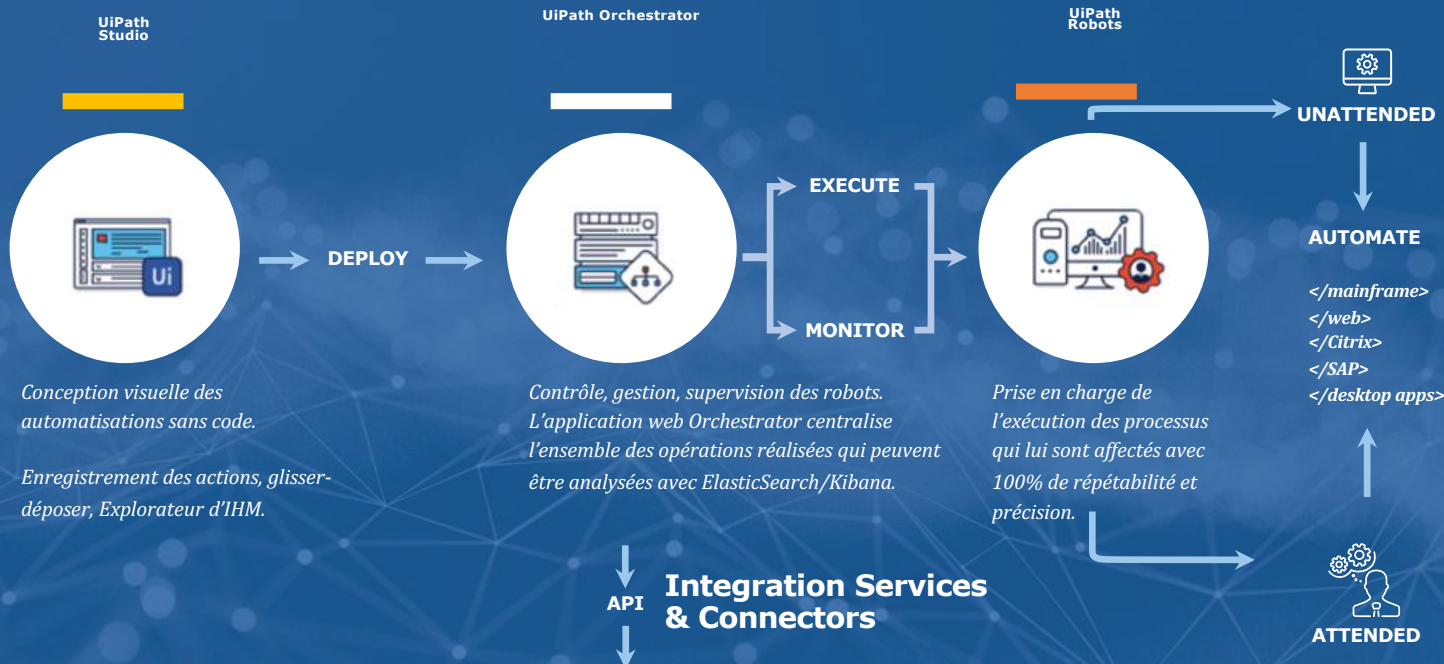 UiPath
Studio
UiPath Orchestrator
UiPath
Robots
UNATTENDED
Ui
DEPLOY
EXECUTE
MONITOR
AUTOMATE
</mainframe>
</web>
</Citrix>
</SAP>
</desktop apps>
Conception visuelle des
automatisations sans code.
Enregistrement des actions, glisser-
déposer, Explorateur d’IHM.
Contrôle, gestion, supervision des robots.
L’application web Orchestrator centralise
l’ensemble des opérations réalisées qui peuvent
être analysées avec ElasticSearch/Kibana.
Prise en charge de
l’exécution des processus
qui lui sont affectés avec
100% de répétabilité et
précision.
API
Integration Services
& Connectors
ATTENDED